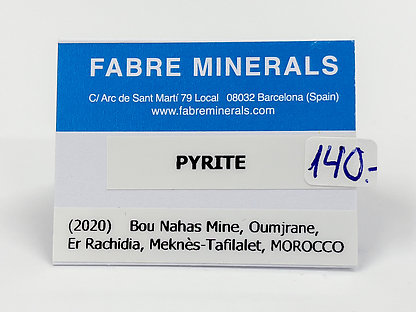 FABRE MINERALS
C/ Arc de Sant Martí 79 Local 08032 Barcelona (Spain)
www.fabreminerals.com
PYRITE
140.-
(2020) Bou Nahas Mine, Oumjrane,
Er Rachidia, Meknès-Tafilalet, MOROCCO